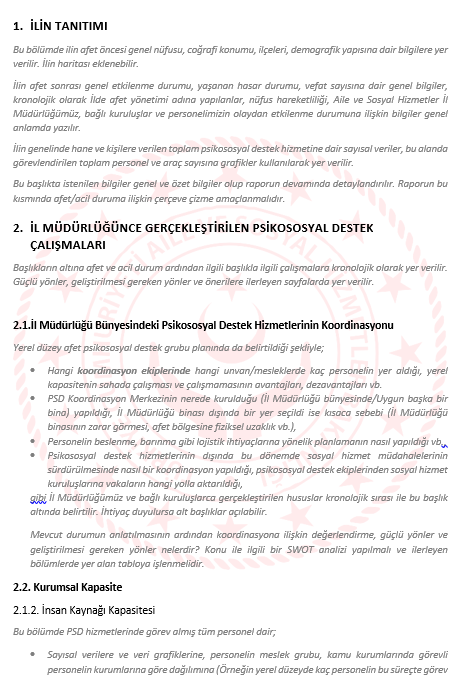 1. İLİN TANITIMI
Bu bölümde ilin afet öncesi genel nüfusu, coğrafi konumu, ilçeleri, demografik yapısına dair bilgilere yer
verilir. İlin haritası eklenebilir.
İlin afet sonrası genel etkilenme durumu, yaşanan hasar durumu, vefat sayısına dair genel bilgiler,
kronolojik olarak İlde afet yönetimi adına yapılanlar, nüfus hareketliliği, Aile ve Sosyal Hizmetler İl
Müdürlüğümüz, bağlı kuruluşlar ve personelimizin olaydan etkilenme durumuna ilişkin bilgiler genel
anlamda yazılır.
İlin genelinde hane ve kişilere verilen toplam psikososyal destek hizmetine dair sayısal veriler, bu alanda
görevlendirilen toplam personel ve araç sayısına grafikler kullanılarak yer verilir.
Bu başlıkta istenilen bilgiler genel ve özet bilgiler olup raporun devamında detaylandırılır. Raporun bu
kısmında afet/acil duruma ilişkin çerçeve çizme amaçlanmalıdır.
2. İL MÜDÜRLÜĞÜNCE GERÇEKLEŞTİRİLEN PSİKOSOSYAL DESTEK
ÇALIŞMALARI
Başlıkların altına afet ve acil durum ardından ilgili başlıkla ilgili çalışmalara kronolojik olarak yer verilir.
Güçlü yönler, geliştirilmesi gereken yönler ve önerilere ilerleyen sayfalarda yer verilir.
2.1.İl Müdürlüğü Bünyesindeki Psikososyal Destek Hizmetlerinin Koordinasyonu
Yerel düzey afet psikososyal destek grubu planında da belirtildiği şekliyle;
• Hangi koordinasyon ekiplerinde hangi unvan/mesleklerde kaç personelin yer aldığı, yerel
kapasitenin sahada çalışması ve çalışmamasının avantajları, dezavantajları vb.
• PSD Koordinasyon Merkezinin nerede kurulduğu (İl Müdürlüğü bünyesinde/Uygun başka bir
bina) yapıldığı, İl Müdürlüğü binası dışında bir yer seçildi ise kısaca sebebi (İl Müdürlüğü
binasının zarar görmesi, afet bölgesine fiziksel uzaklık vb.),
• Personelin beslenme, barınma gibi lojistik ihtiyaçlarına yönelik planlamanın nasıl yapıldığı vb.,
• Psikososyal destek hizmetlerinin dışında bu dönemde sosyal hizmet müdahalelerinin
sürdürülmesinde nasıl bir koordinasyon yapıldığı, psikososyal destek ekiplerinden sosyal hizmet
kuruluşlarına vakaların hangi yolla aktarıldığı,
gibi İl Müdürlüğümüz ve bağlı kuruluşlarca gerçekleştirilen hususlar kronolojik sırası ile bu başlık
altında belirtilir. İhtiyaç duyulursa alt başlıklar açılabilir.
Mevcut durumun anlatılmasının ardından koordinasyona ilişkin değerlendirme, güçlü yönler ve
geliştirilmesi gereken yönler nelerdir? Konu ile ilgili bir SWOT analizi yapılmalı ve ilerleyen
bölümlerde yer alan tabloya işlenmelidir.
2.2. Kurumsal Kapasite
2.1.2. İnsan Kaynağı Kapasitesi
Bu bölümde PSD hizmetlerinde görev almış tüm personel dair;
• Sayısal verilere ve veri grafiklerine, personelin meslek grubu, kamu kurumlarında görevli
personelin kurumlarına göre dağılımına (Örneğin yerel düzeyde kaç personelin bu süreçte görev